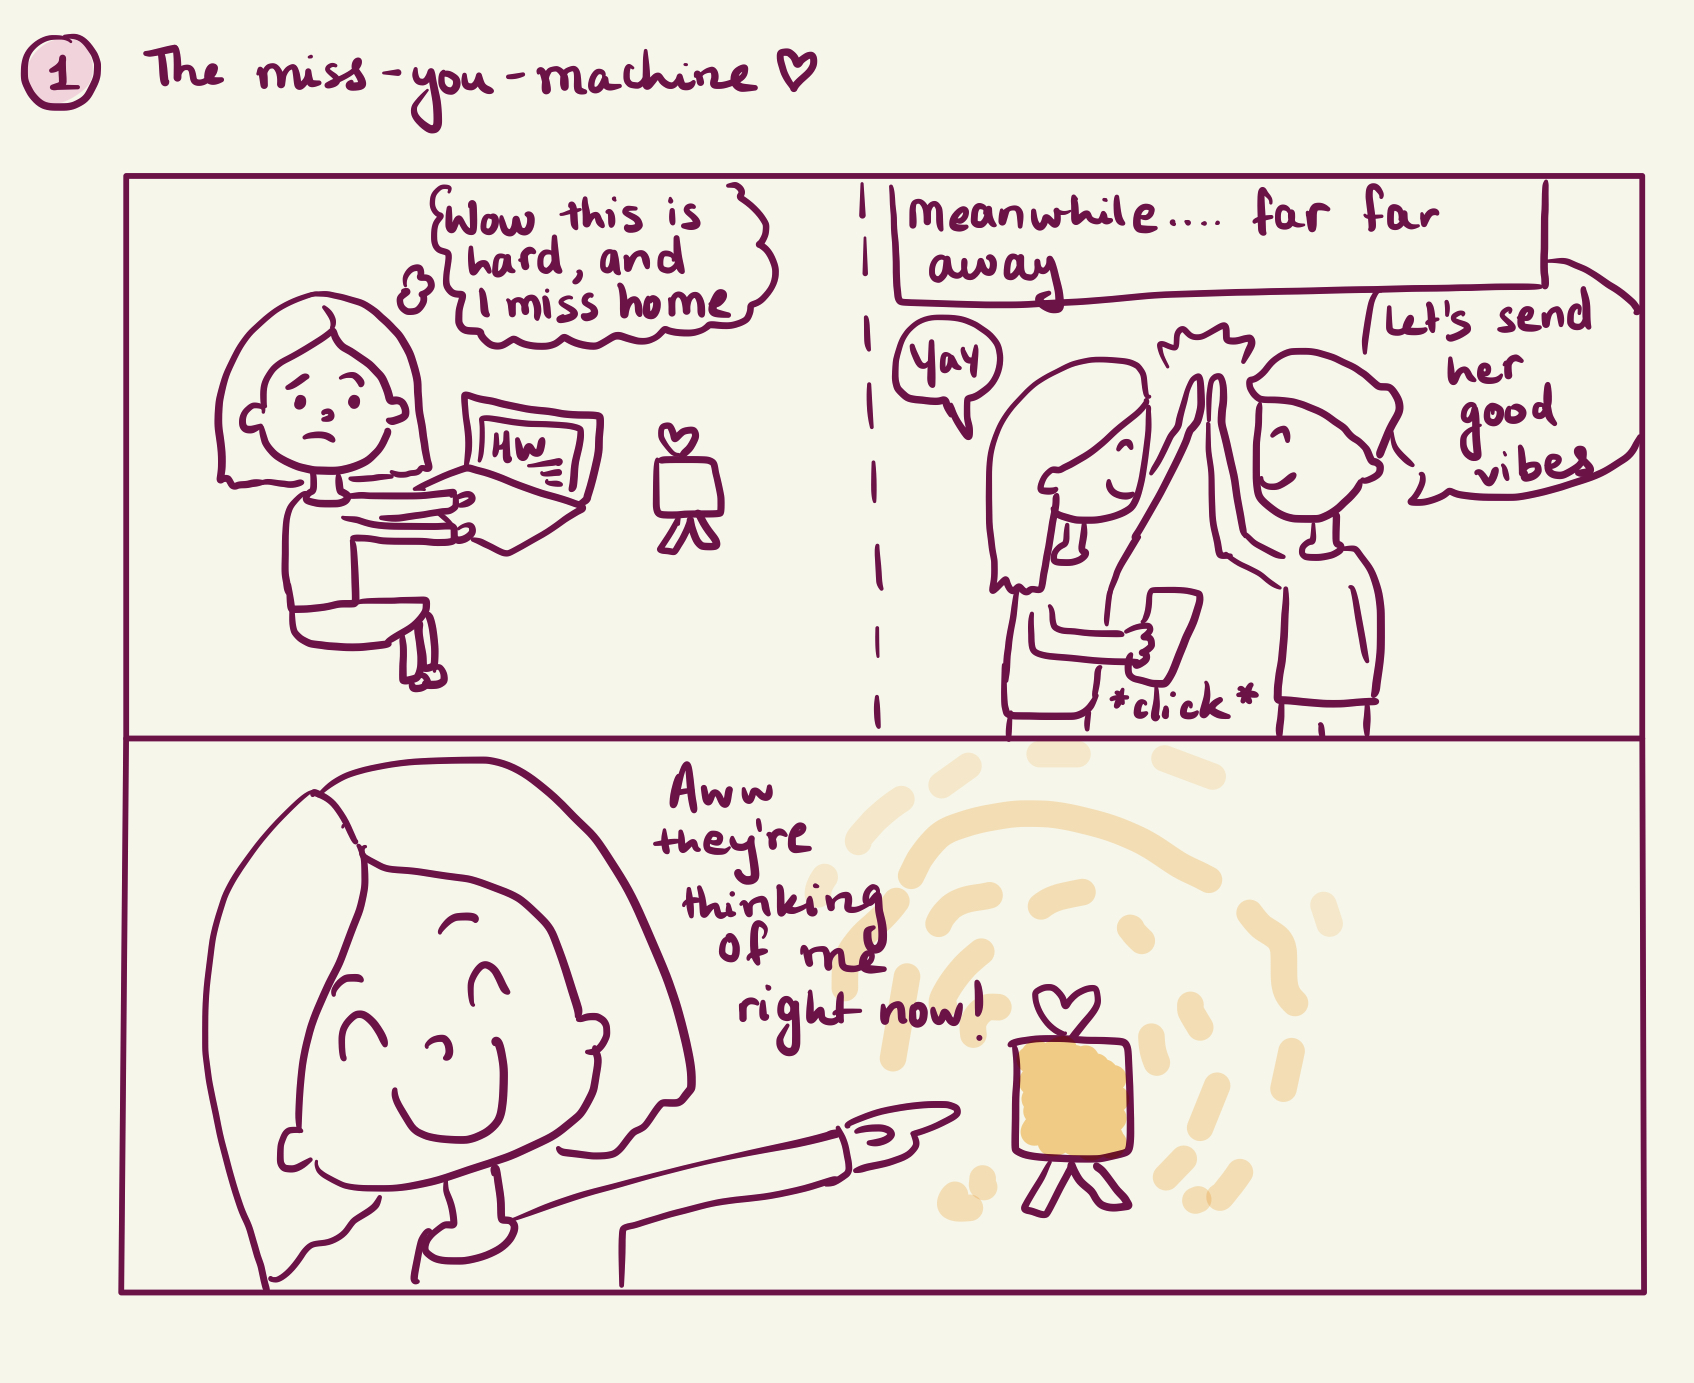 1 The miss-you-machine
Wow this is
hard, and
I miss home
HW
Meanwhile.... far far
away
Yay
Let's send
her
good
vibes
*click*
Aww
they're
thinking
of me
right now!